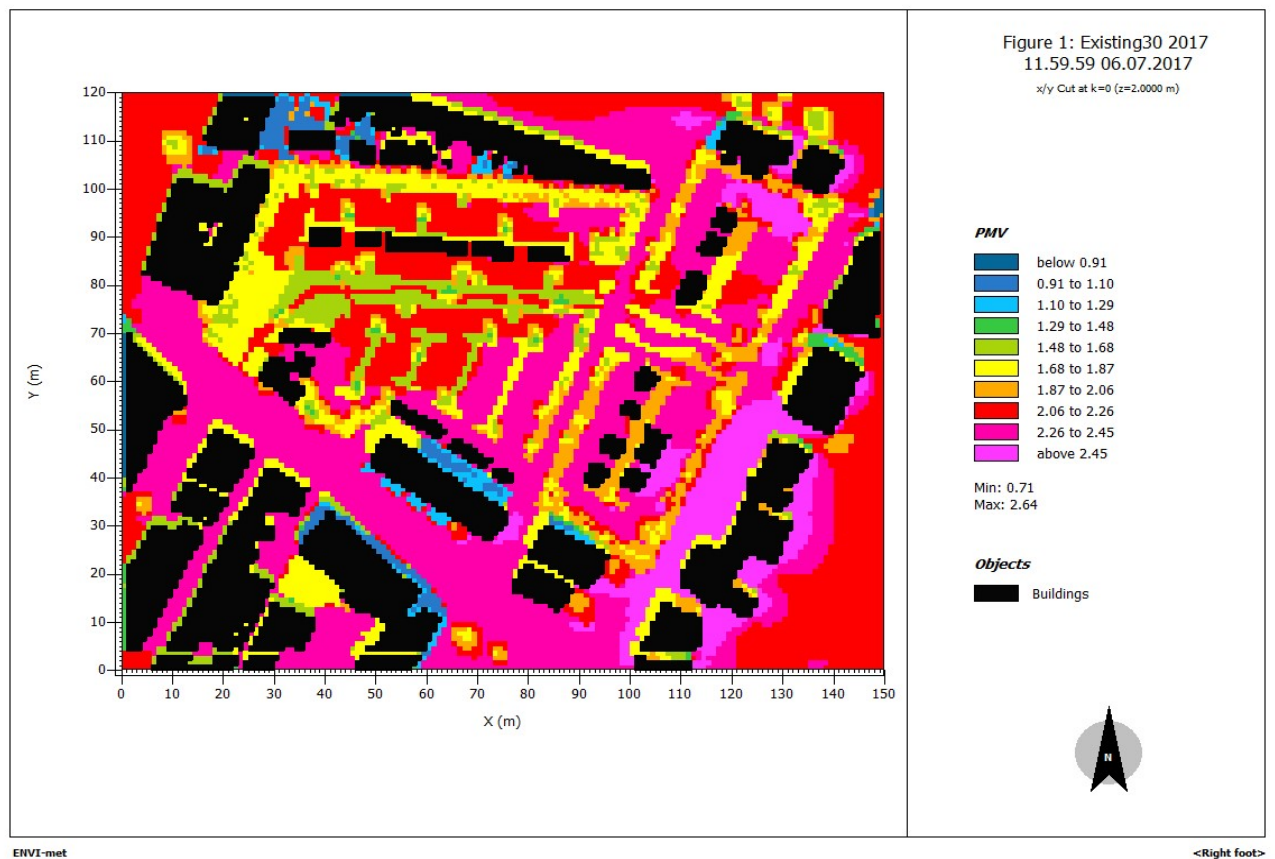 Figure 1: Existing30 2017
11.59.59 06.07.2017
x/y Cut at k=0 (z=2.0000 m)
120
110
100
90
80
70
60
50
40
30
20
10
0
Y (m)
0 10 20 30 40 50 60 70 80 90 100 110 120 130 140 150
X (m)
PMV
below 0.91
0.91 to 1.10
1.10 to 1.29
1.29 to 1.48
1.48 to 1.68
1.68 to 1.87
1.87 to 2.06
2.06 to 2.26
2.26 to 2.45
above 2.45
Min: 0.71
Max: 2.64
Objects
Buildings
N
ENVI-met
<Right foot>